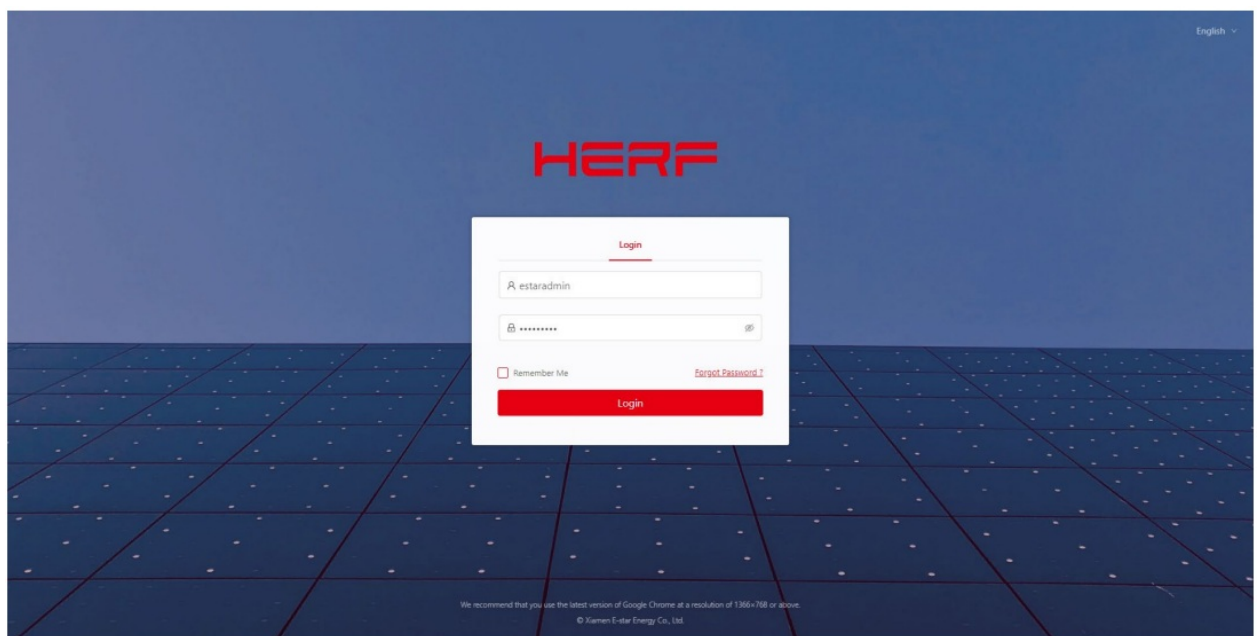 English
HERF
Login
estaradmin
•••••••••
Remember Me
Forgot Password ?
Login
We recommend that you use the latest version of Google Chrome at a resolution of 1366×768 or above.
© Xiamen E-star Energy Co., Ltd.